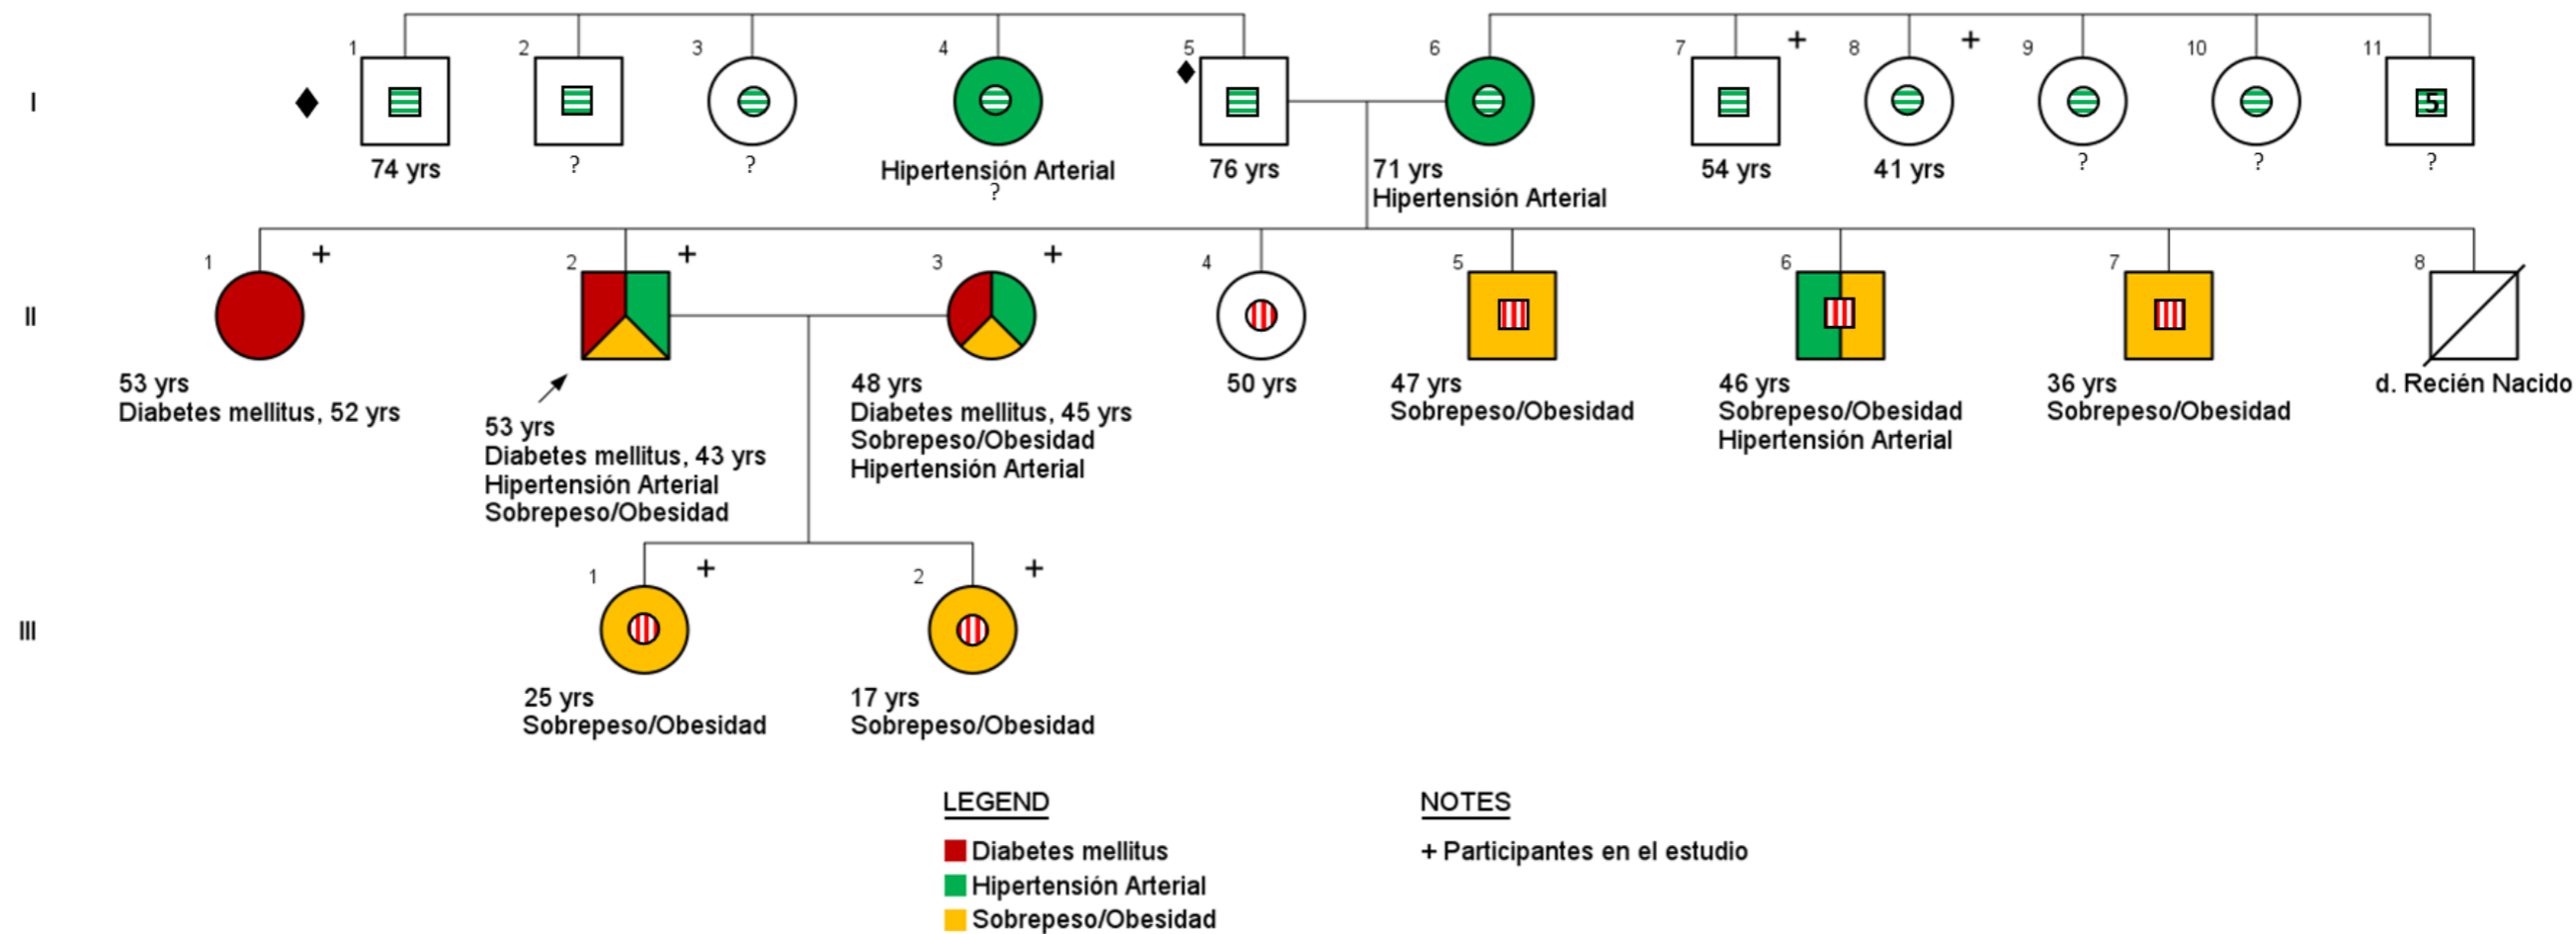 1 2 3 4 5 6 7 + 8 + 9 10 11
I
5
74 yrs ? ? Hipertensión Arterial ? 76 yrs 71 yrs 54 yrs 41 yrs ? ? ?
Hipertensión Arterial
1 + 2 + 3 + 4 5 6 7 8
II
53 yrs
Diabetes mellitus, 52 yrs
53 yrs
Diabetes mellitus, 43 yrs
Hipertensión Arterial
Sobrepeso/Obesidad
48 yrs
Diabetes mellitus, 45 yrs
Sobrepeso/Obesidad
Hipertensión Arterial
50 yrs
47 yrs
Sobrepeso/Obesidad
46 yrs
Sobrepeso/Obesidad
Hipertensión Arterial
36 yrs
Sobrepeso/Obesidad
d. Recién Nacido
1 + 2 +
III
25 yrs
Sobrepeso/Obesidad
17 yrs
Sobrepeso/Obesidad
LEGEND
Diabetes mellitus
Hipertensión Arterial
Sobrepeso/Obesidad
NOTES
+ Participantes en el estudio